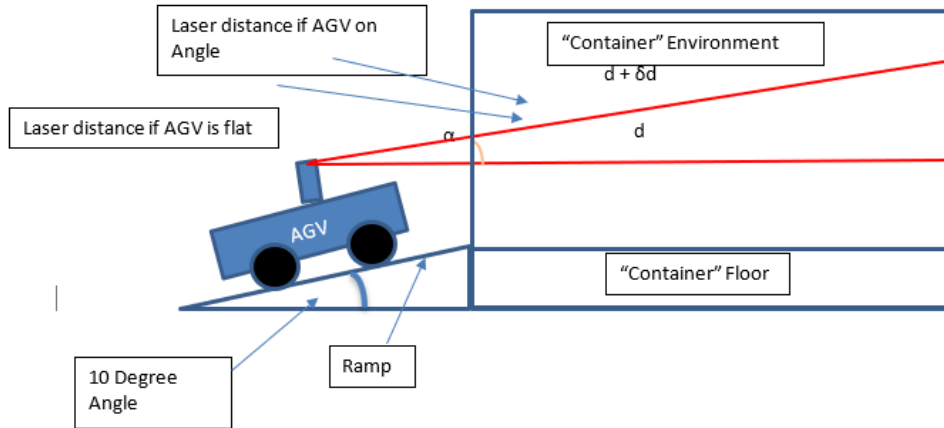 Laser distance if AGV on
Angle
“Container” Environment
d + δd
Laser distance if AGV is flat
α
d
AGV
“Container” Floor
Ramp
10 Degree
Angle